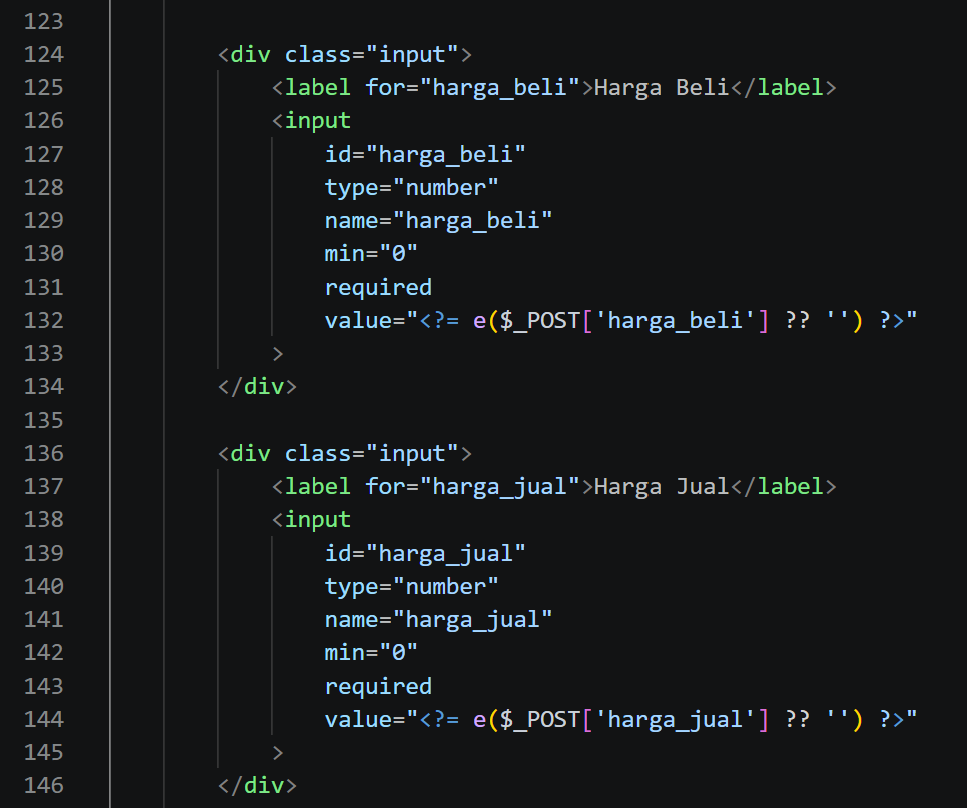 123
124 <div class="input">
125 <label for="harga_beli">Harga Beli</label>
126 <input
127 id="harga_beli"
128 type="number"
129 name="harga_beli"
130 min="0"
131 required
132 value="<?= e($_POST['harga_beli'] ?? '') ?>"
133 >
134 </div>
135
136 <div class="input">
137 <label for="harga_jual">Harga Jual</label>
138 <input
139 id="harga_jual"
140 type="number"
141 name="harga_jual"
142 min="0"
143 required
144 value="<?= e($_POST['harga_jual'] ?? '') ?>"
145 >
146 </div>